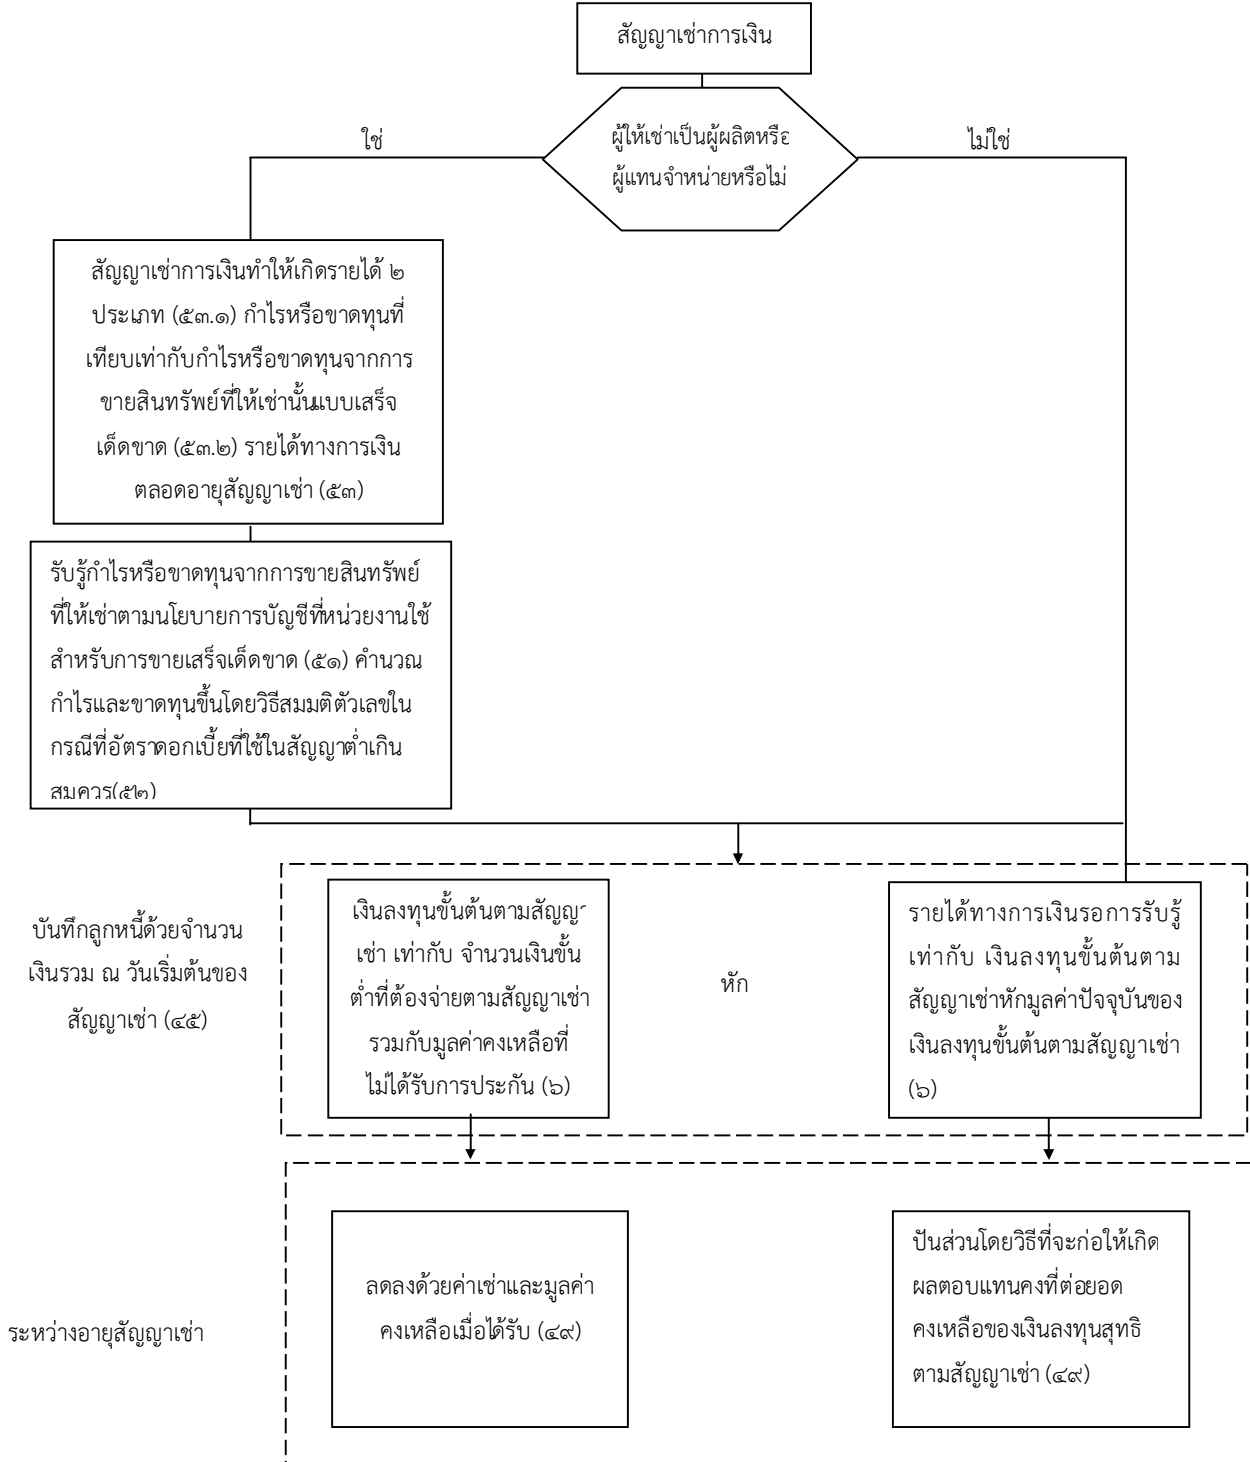 สัญญาเช่าการเงิน
ผู้ให้เช่าเป็นผู้ผลิตหรือ
ผู้แทนจำหน่ายหรือไม่
ใช่
ไม่ใช่
สัญญาเช่าการเงินทำให้เกิดรายได้ ๒
ประเภท (๕๓.๑) กำไรหรือขาดทุนที่
เทียบเท่ากับกำไรหรือขาดทุนจากการ
ขายสินทรัพย์ที่ให้เช่านั้นแบบเสร็จ
เด็ดขาด (๕๓.๒) รายได้ทางการเงิน
ตลอดอายุสัญญาเช่า (๕๓)
รับรู้กำไรหรือขาดทุนจากการขายสินทรัพย์
ที่ให้เช่าตามนโยบายการบัญชีที่หน่วยงานใช้
สำหรับการขายเสร็จเด็ดขาด (๕๑) คำนวณ
กำไรและขาดทุนขึ้นโดยวิธีสมมติตัวเลขใน
กรณีที่อัตราดอกเบี้ยที่ใช้ในสัญญาต่ำเกิน
สมควร(๕๒)
บันทึกลูกหนี้ด้วยจำนวน
เงินรวม ณ วันเริ่มต้นของ
สัญญาเช่า (๔๕)
เงินลงทุนขั้นต้นตามสัญญา
เช่า เท่ากับ จำนวนเงินขั้น
ต่ำที่ต้องจ่ายตามสัญญาเช่า
รวมกับมูลค่าคงเหลือที่
ไม่ได้รับการประกัน (๖)
หัก
รายได้ทางการเงินรอการรับรู้
เท่ากับ เงินลงทุนขั้นต้นตาม
สัญญาเช่าหักมูลค่าปัจจุบันของ
เงินลงทุนขั้นต้นตามสัญญาเช่า
(๖)
ระหว่างอายุสัญญาเช่า
ลดลงด้วยค่าเช่าและมูลค่า
คงเหลือเมื่อได้รับ (๔๙)
ปันส่วนโดยวิธีที่จะก่อให้เกิด
ผลตอบแทนคงที่ต่อยอด
คงเหลือของเงินลงทุนสุทธิ
ตามสัญญาเช่า (๔๙)